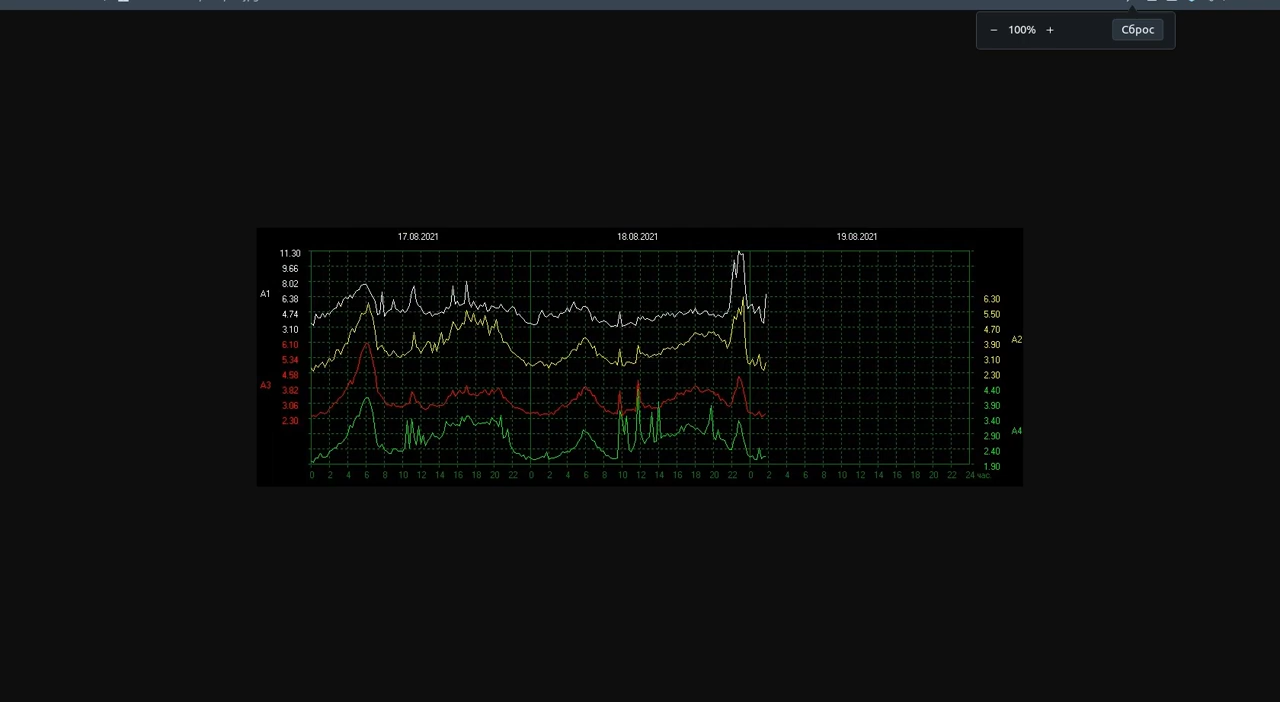 − 100% + Сброс
17.08.2021 18.08.2021 19.08.2021
11.30
9.66
8.02
A1
6.38 6.30
4.74 5.50
3.10 4.70
A2
6.10 3.90
5.34 3.10
4.58 2.30
A3
3.82 4.40
3.06 3.90
2.30 3.40
A4
2.90
2.40
1.90
0 2 4 6 8 10 12 14 16 18 20 22 0 2 4 6 8 10 12 14 16 18 20 22 0 2 4 6 8 10 12 14 16 18 20 22 24 час.